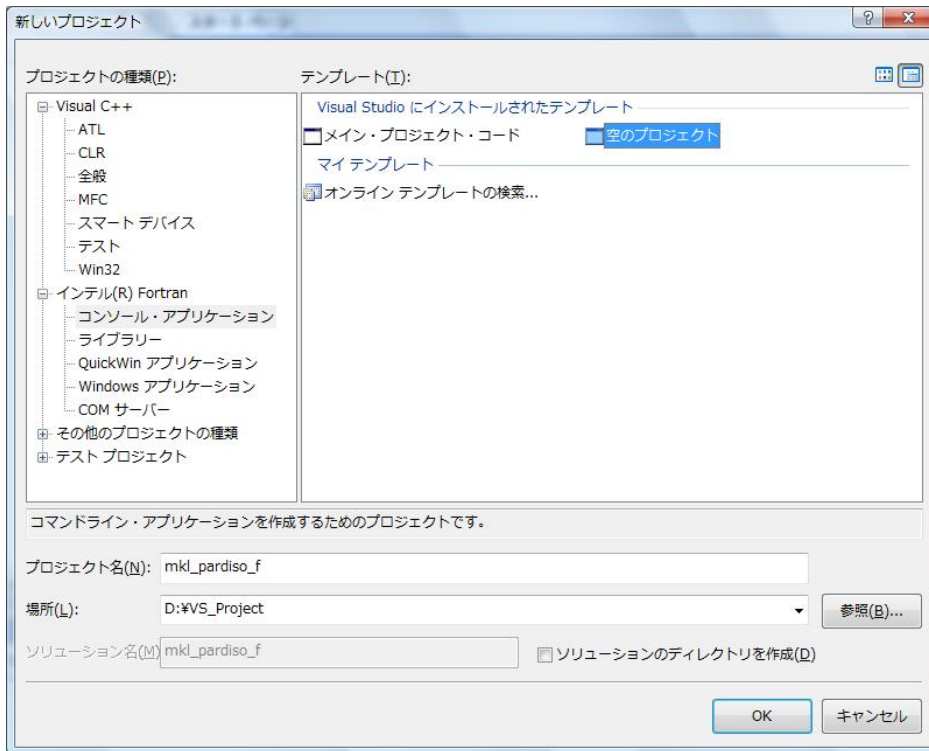 新しいプロジェクト
プロジェクトの種類(P):
テンプレート(T):
Visual C++
ATL
CLR
全般
MFC
スマート デバイス
テスト
Win32
インテル(R) Fortran
コンソール・アプリケーション
ライブラリー
QuickWin アプリケーション
Windows アプリケーション
COM サーバー
その他のプロジェクトの種類
テスト プロジェクト
Visual Studio にインストールされたテンプレート
メイン・プロジェクト・コード 空のプロジェクト
マイ テンプレート
オンライン テンプレートの検索...
コマンドライン・アプリケーションを作成するためのプロジェクトです。
プロジェクト名(N): mkl_pardiso_f
場所(L): D:¥VS_Project 参照(B)...
ソリューション名(M) mkl_pardiso_f ソリューションのディレクトリを作成(D)
OK キャンセル